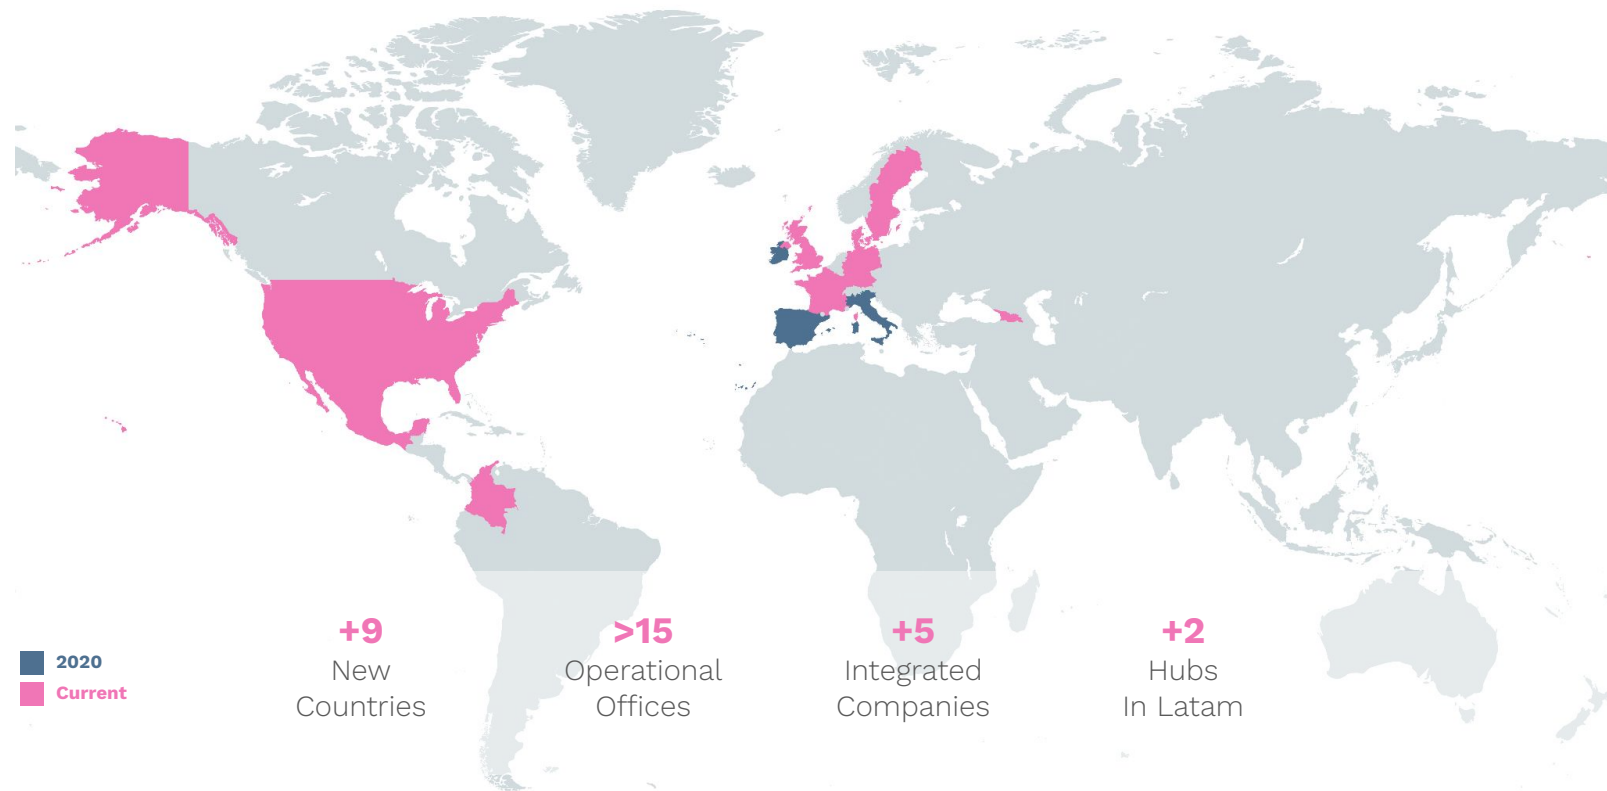 2020
Current
+9
New
Countries
>15
Operational
Offices
+5
Integrated
Companies
+2
Hubs
In Latam